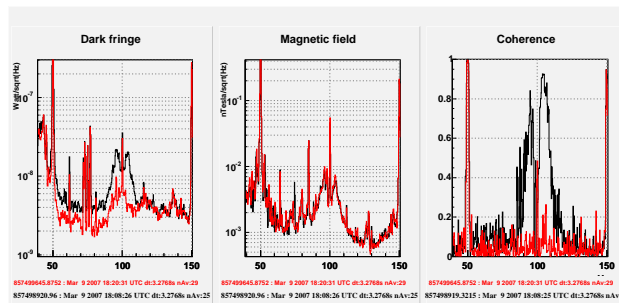 Dark fringe
Magnetic field
Coherence
W att/sqrt(Hz)
10-7
10-8
10-9
50
100
150
nTesla/sqrt(Hz)
10-1
10-2
10-3
50
100
150
1
0.8
0.6
0.4
0.2
0
50
100
150
857499645.8752 : Mar 9 2007 18:20:31 UTC dt:3.2768s nAv:29
857498920.96 : Mar 9 2007 18:08:26 UTC dt:3.2768s nAv:25
857499645.8752 : Mar 9 2007 18:20:31 UTC dt:3.2768s nAv:29
857498920.96 : Mar 9 2007 18:08:26 UTC dt:3.2768s nAv:25
857499645.8752 : Mar 9 2007 18:20:31 UTC dt:3.2768s nAv:29
857498919.3215 : Mar 9 2007 18:08:25 UTC dt:3.2768s nAv:25